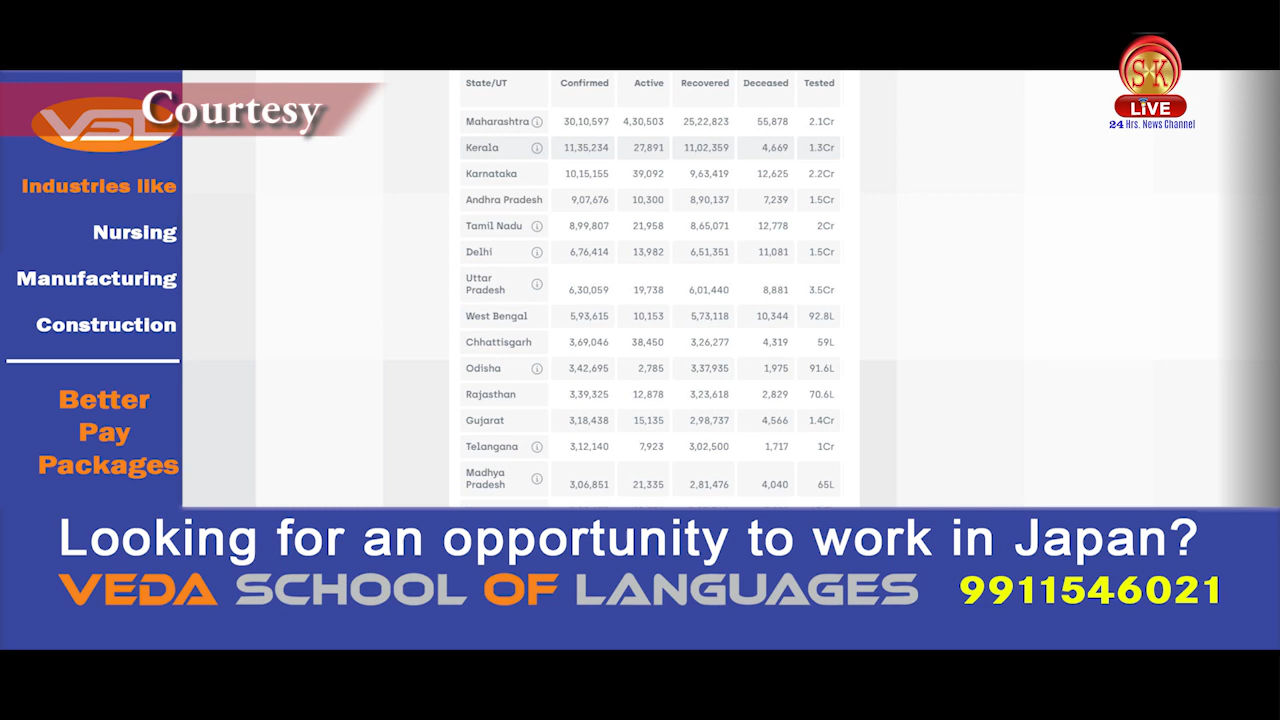 SK
LIVE
24 Hrs. News Channel
Courtesy
VSL
Industries like
Nursing
Manufacturing
Construction
Better
Pay
Packages
State/UT Confirmed Active Recovered Deceased Tested
Maharashtra 30,10,597 4,30,503 25,22,823 55,878 2.1Cr
Kerala 11,35,234 27,891 11,02,359 4,669 1.3Cr
Karnataka 10,15,155 39,092 9,63,419 12,625 2.2Cr
Andhra Pradesh 9,07,676 10,300 8,90,137 7,239 1.5Cr
Tamil Nadu 8,99,807 21,958 8,65,071 12,778 2Cr
Delhi 6,76,414 13,982 6,51,351 11,081 1.5Cr
Uttar
Pradesh 6,30,059 19,738 6,01,440 8,881 3.5Cr
West Bengal 5,93,615 10,153 5,73,118 10,344 92.8L
Chhattisgarh 3,69,046 38,450 3,26,277 4,319 59L
Odisha 3,42,695 2,785 3,37,935 1,975 91.6L
Rajasthan 3,39,325 12,878 3,23,618 2,829 70.6L
Gujarat 3,18,438 15,135 2,98,737 4,566 1.4Cr
Telangana 3,12,140 7,923 3,02,500 1,717 1Cr
Madhya
Pradesh 3,06,851 21,335 2,81,476 4,040 65L
Looking for an opportunity to work in Japan?
VEDA SCHOOL OF LANGUAGES 9911546021